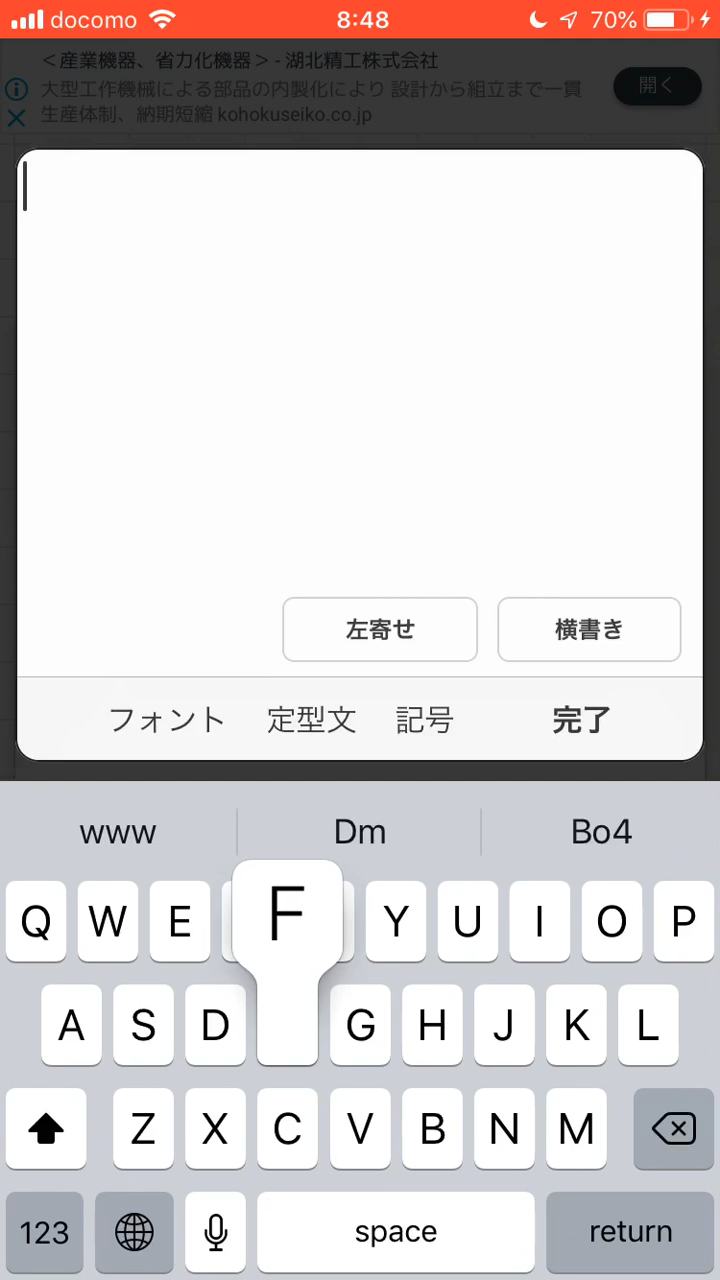 docomo 8:48 70%
＜産業機器、省力化機器＞ - 湖北精工株式会社
大型工作機械による部品の内製化により 設計から組立まで一貫
生産体制、納期短縮 kohokuseiko.co.jp
開く
左寄せ 横書き
フォント 定型文 記号 完了
www Dm Bo4
Q W E F Y U I O P
A S D G H J K L
Z X C V B N M
123 space return